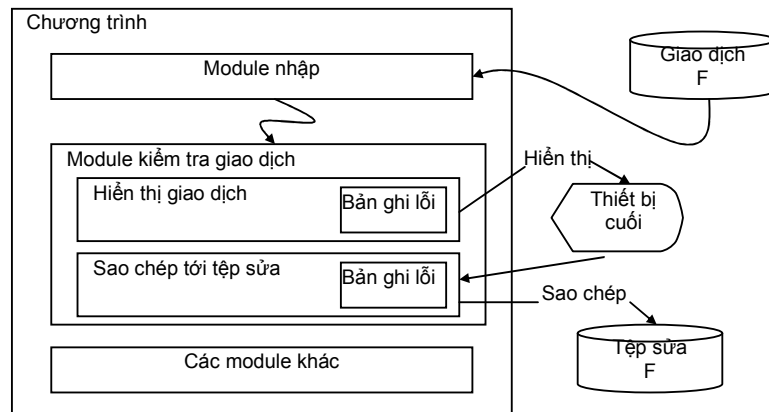 Chương trình
Module nhập
Giao dịch
F
Module kiểm tra giao dịch
Hiển thị
Hiển thị giao dịch
Bản ghi lỗi
Thiết bị
cuối
Sao chép tới tệp sửa
Bản ghi lỗi
Sao chép
Tệp sửa
F
Các module khác